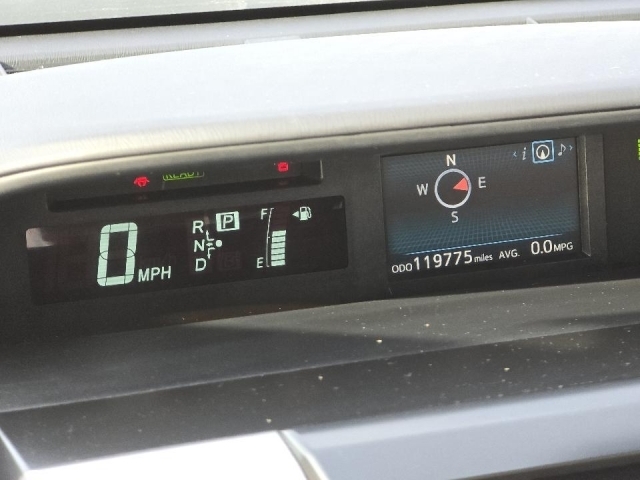 READY
0 MPH
R P
N
D
F
E
i
N
W E
S
ODO 119775 miles AVG. 0.0 MPG